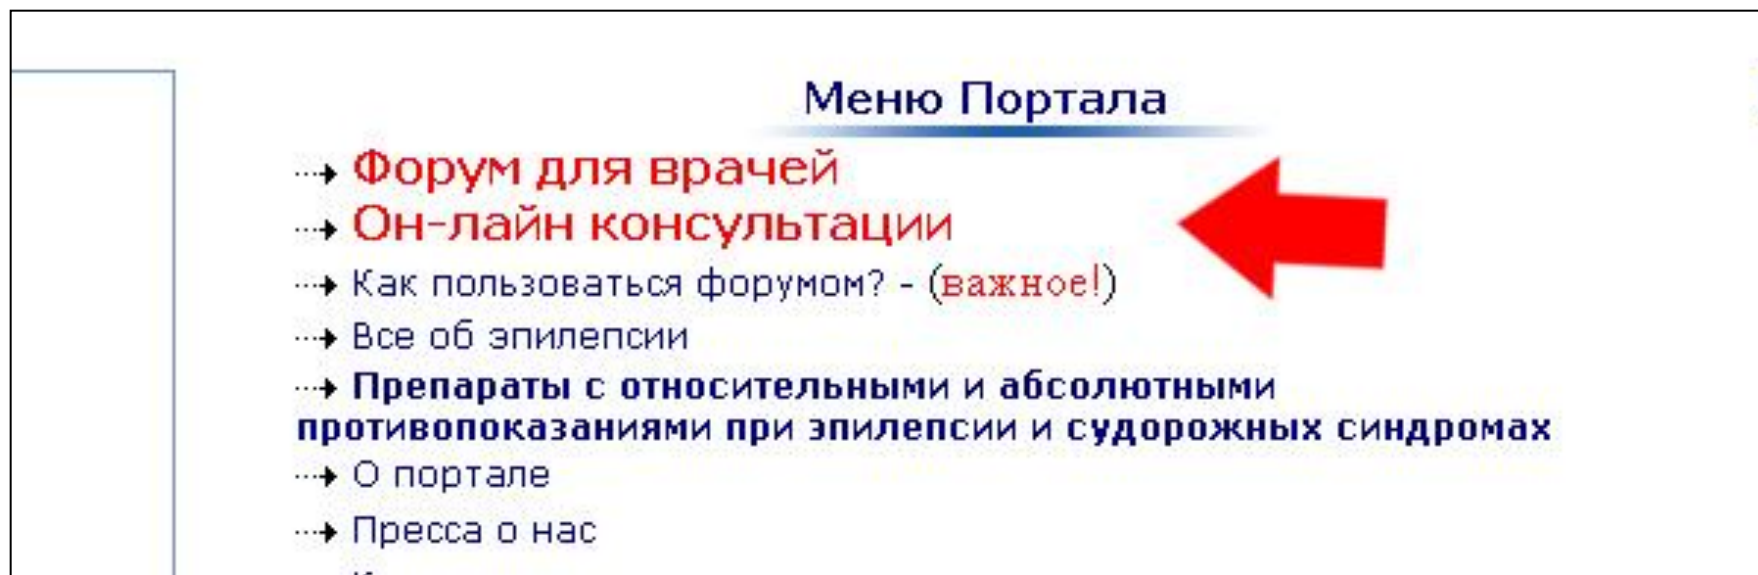 Меню Портала
Форум для врачей
Он-лайн консультации
Как пользоваться форумом? - (важное!)
Все об эпилепсии
Препараты с относительными и абсолютными
противопоказаниями при эпилепсии и судорожных синдромах
О портале
Пресса о нас